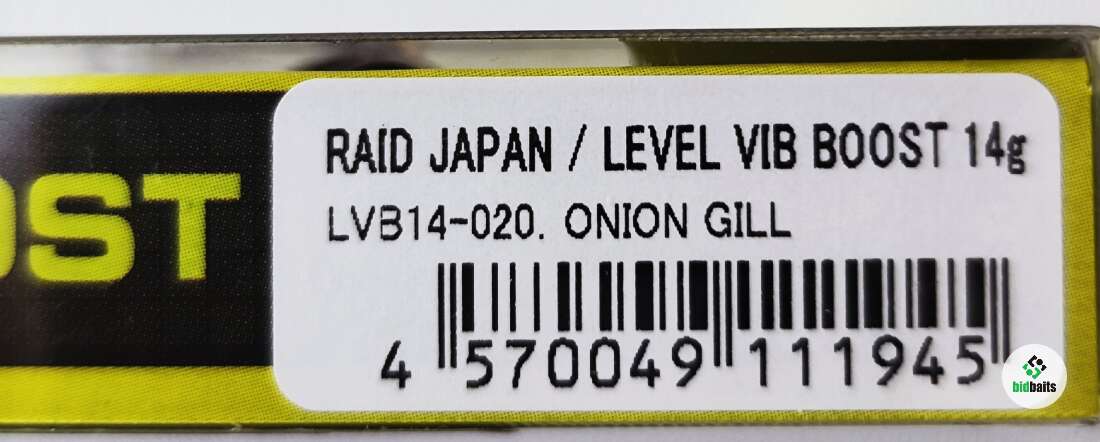 OST
RAID JAPAN / LEVEL VIB BOOST 14g
LVB14-020. ONION GILL
4 570049 111945
bidbaits